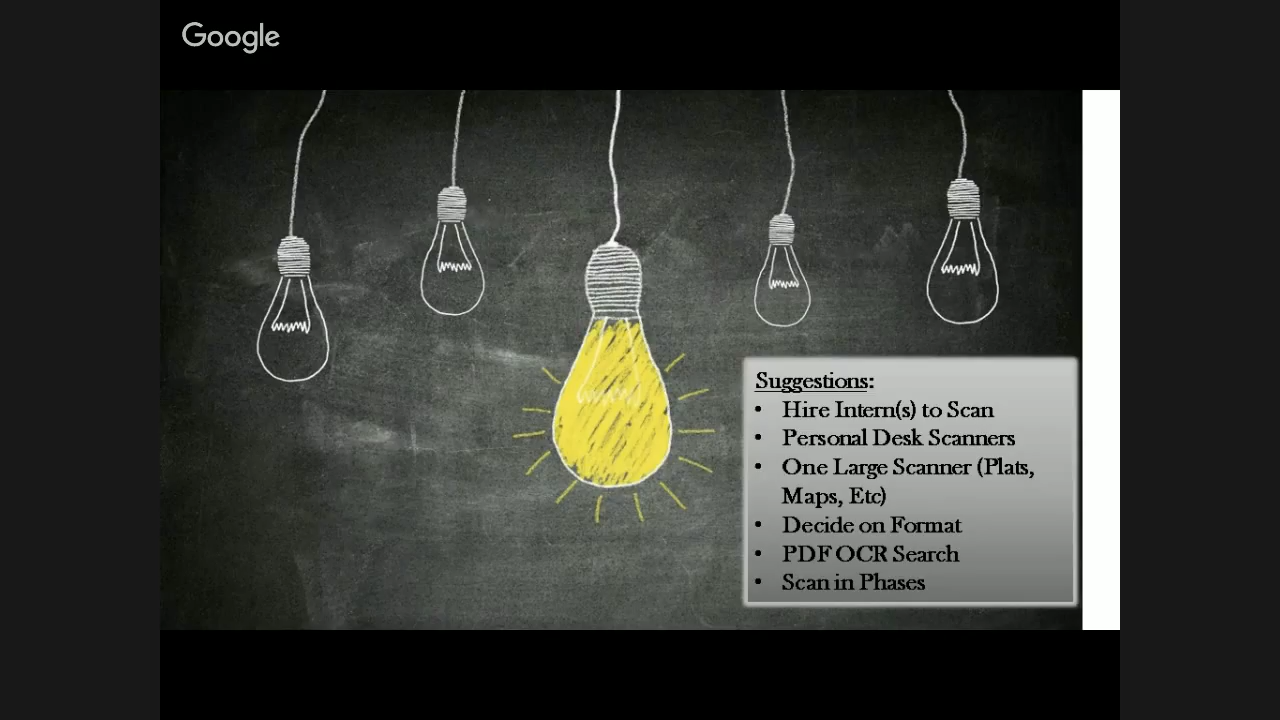 Google
Suggestions:
• Hire Intern(s) to Scan
• Personal Desk Scanners
• One Large Scanner (Plats,
Maps, Etc)
• Decide on Format
• PDF OCR Search
• Scan in Phases